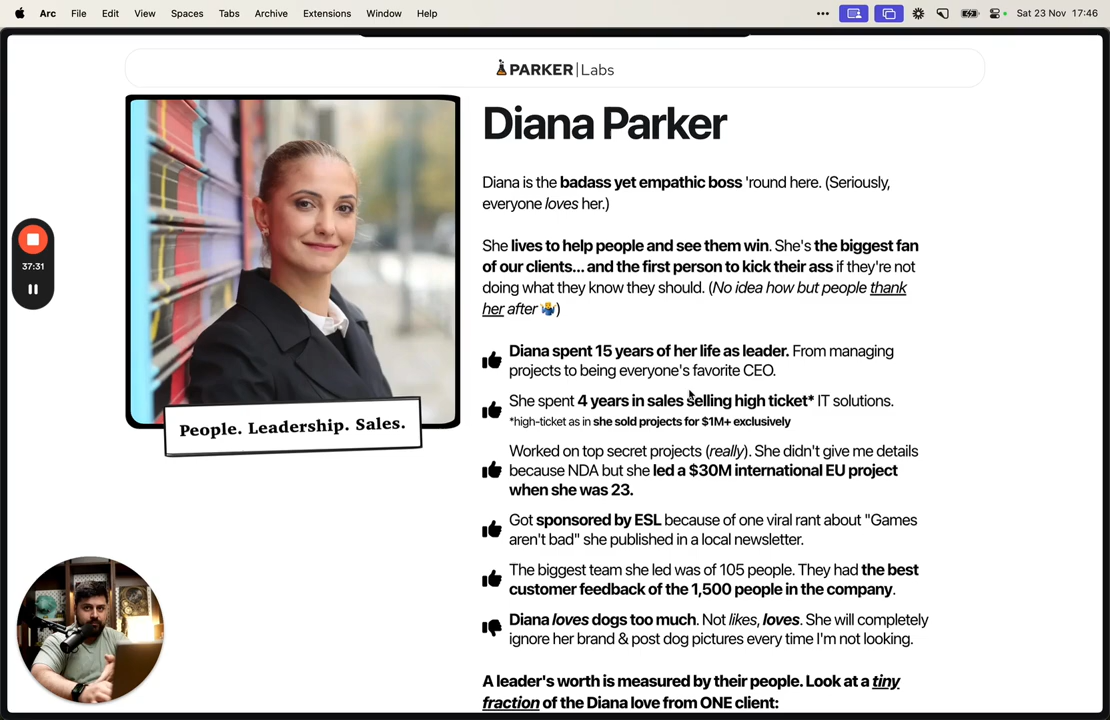 Arc File Edit View Spaces Tabs Archive Extensions Window Help Sat 23 Nov 17:46
PARKER|Labs
Diana Parker
Diana is the badass yet empathic boss 'round here. (Seriously,
everyone loves her.)
She lives to help people and see them win. She's the biggest fan
of our clients... and the first person to kick their ass if they're not
doing what they know they should. (No idea how but people thank
her after 🤷‍♂️)
Diana spent 15 years of her life as leader. From managing
projects to being everyone's favorite CEO.
She spent 4 years in sales selling high ticket* IT solutions.
*high-ticket as in she sold projects for $1M+ exclusively
Worked on top secret projects (really). She didn't give me details
because NDA but she led a $30M international EU project
when she was 23.
Got sponsored by ESL because of one viral rant about "Games
aren't bad" she published in a local newsletter.
The biggest team she led was of 105 people. They had the best
customer feedback of the 1,500 people in the company.
Diana loves dogs too much. Not likes, loves. She will completely
ignore her brand & post dog pictures every time I'm not looking.
A leader's worth is measured by their people. Look at a tiny
fraction of the Diana love from ONE client:
People. Leadership. Sales.
37:31